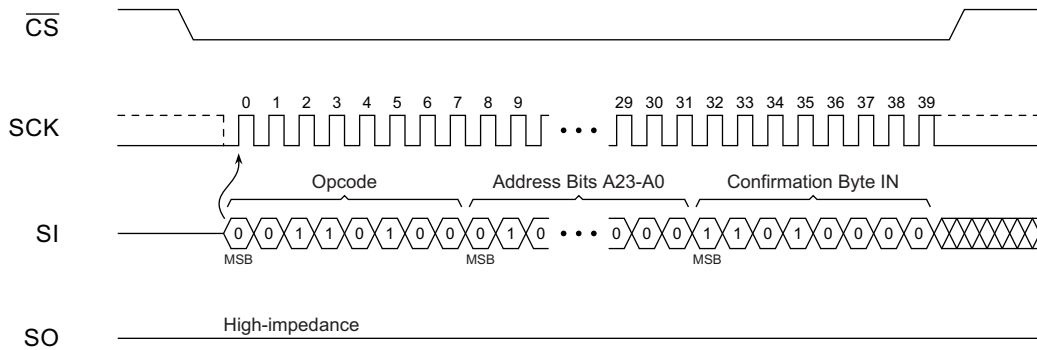 CS
0 1 2 3 4 5 6 7 8 9 29 30 31 32 33 34 35 36 37 38 39
SCK
Opcode Address Bits A23-A0 Confirmation Byte IN
SI 0 0 1 1 0 1 0 0 0 1 0 0 0 0 1 1 0 1 0 0 0 0
MSB MSB MSB
High-impedance
SO